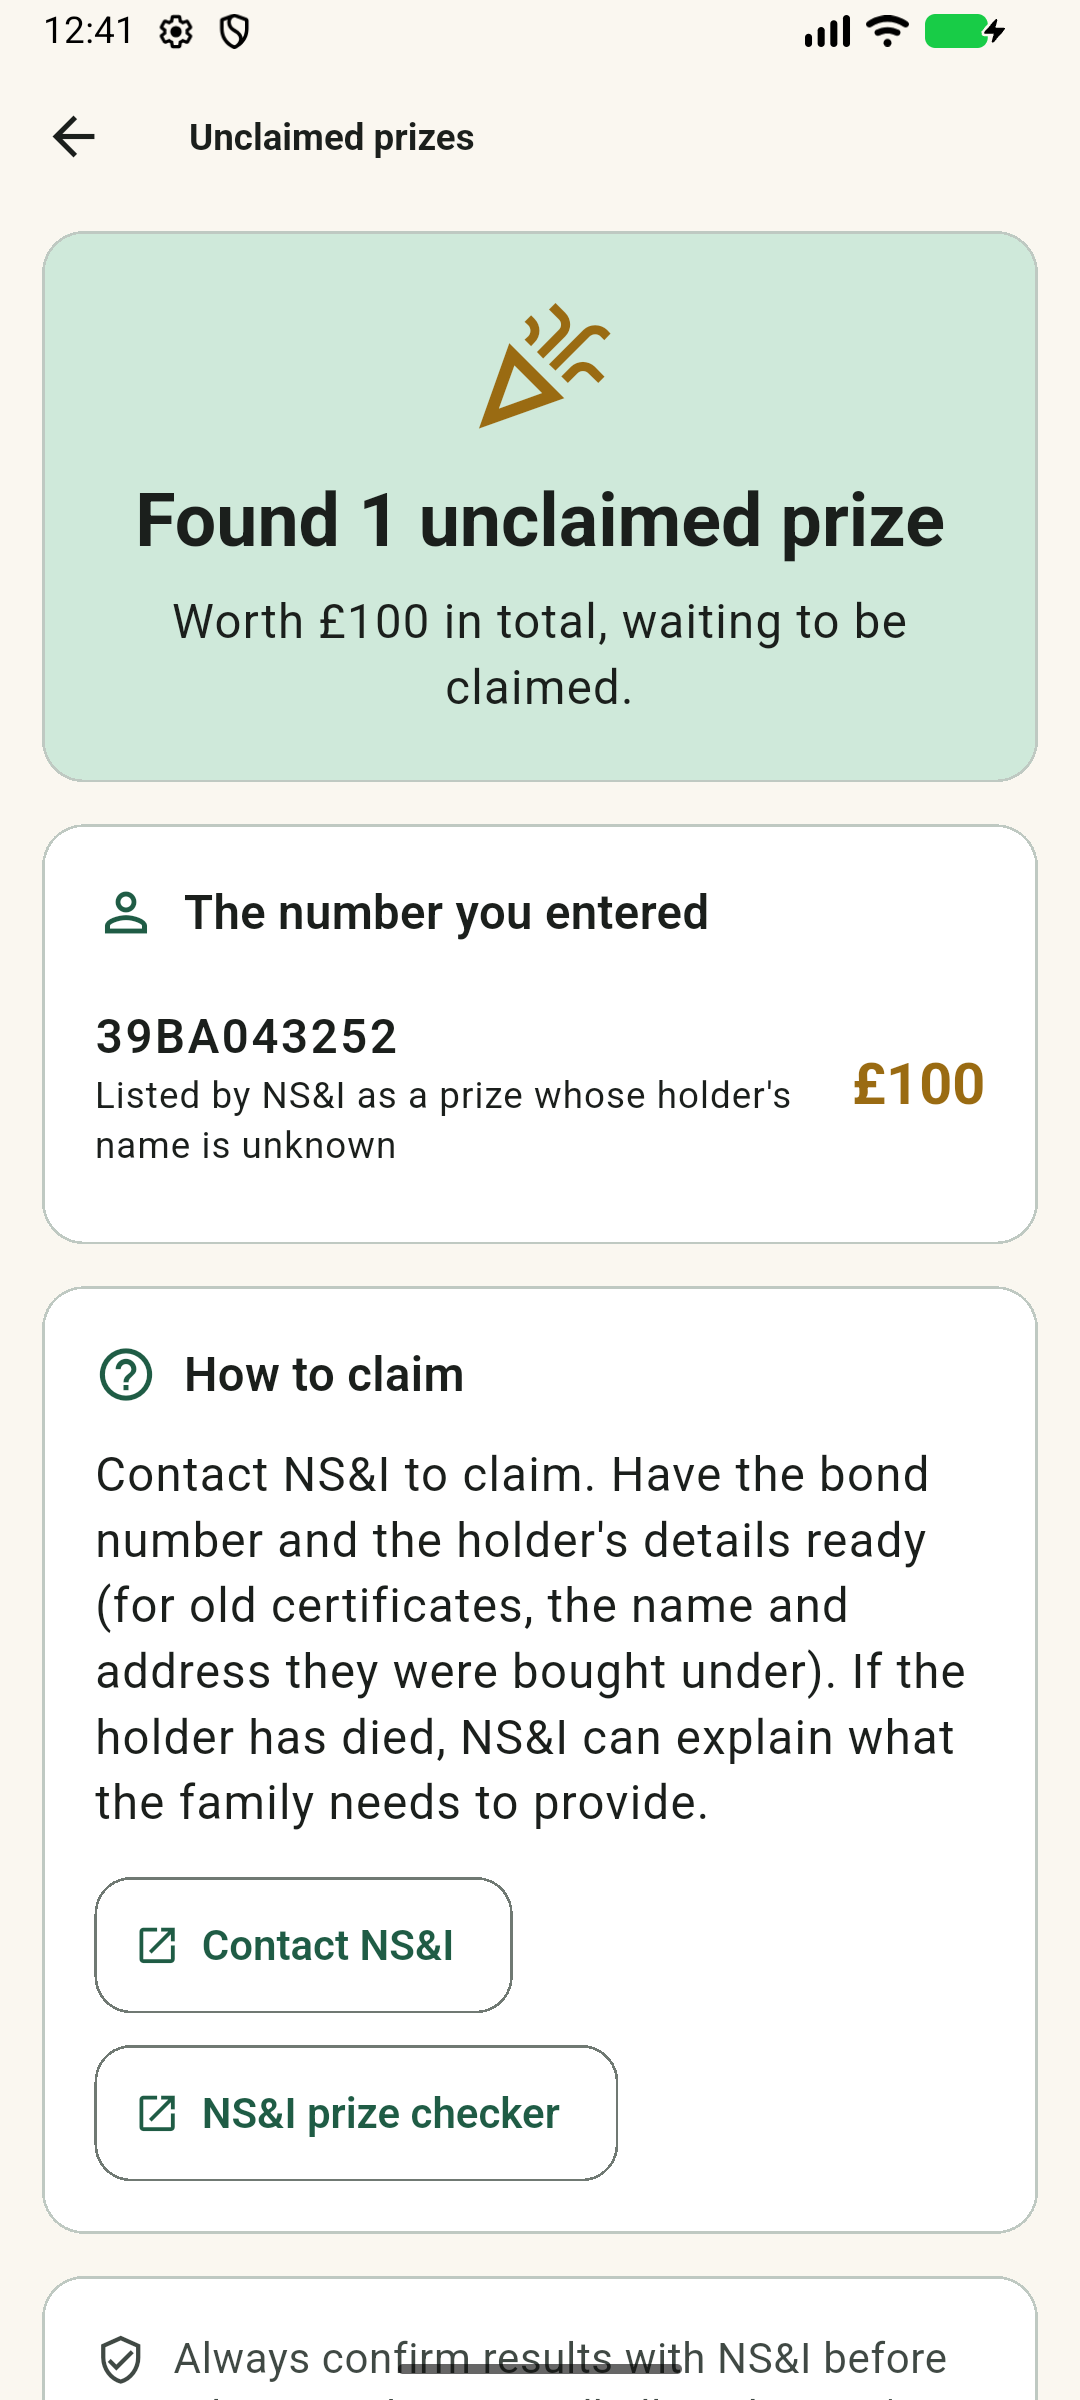 12:41
Unclaimed prizes
Found 1 unclaimed prize
Worth £100 in total, waiting to be
claimed.
The number you entered
39BA043252
Listed by NS&I as a prize whose holder's
name is unknown
£100
How to claim
Contact NS&I to claim. Have the bond
number and the holder's details ready
(for old certificates, the name and
address they were bought under). If the
holder has died, NS&I can explain what
the family needs to provide.
Contact NS&I
NS&I prize checker
Always confirm results with NS&I before